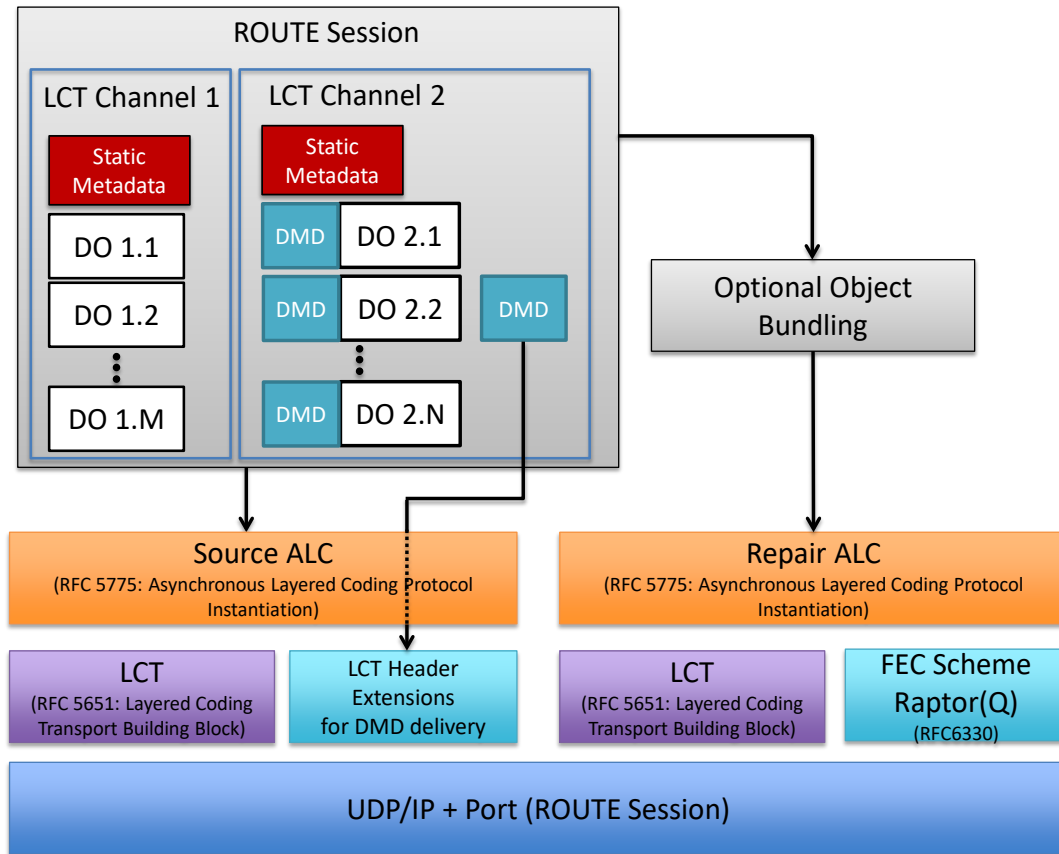 ROUTE Session
LCT Channel 1
LCT Channel 2
Static
Metadata
Static
Metadata
DO 1.1
DMD
DO 2.1
DO 1.2
DMD
DO 2.2
DMD
DO 1.M
DMD
DO 2.N
Optional Object
Bundling
Source ALC
(RFC 5775: Asynchronous Layered Coding Protocol
Instantiation)
Repair ALC
(RFC 5775: Asynchronous Layered Coding Protocol
Instantiation)
LCT
(RFC 5651: Layered Coding
Transport Building Block)
LCT Header
Extensions
for DMD delivery
LCT
(RFC 5651: Layered Coding
Transport Building Block)
FEC Scheme
Raptor(Q)
(RFC6330)
UDP/IP + Port (ROUTE Session)